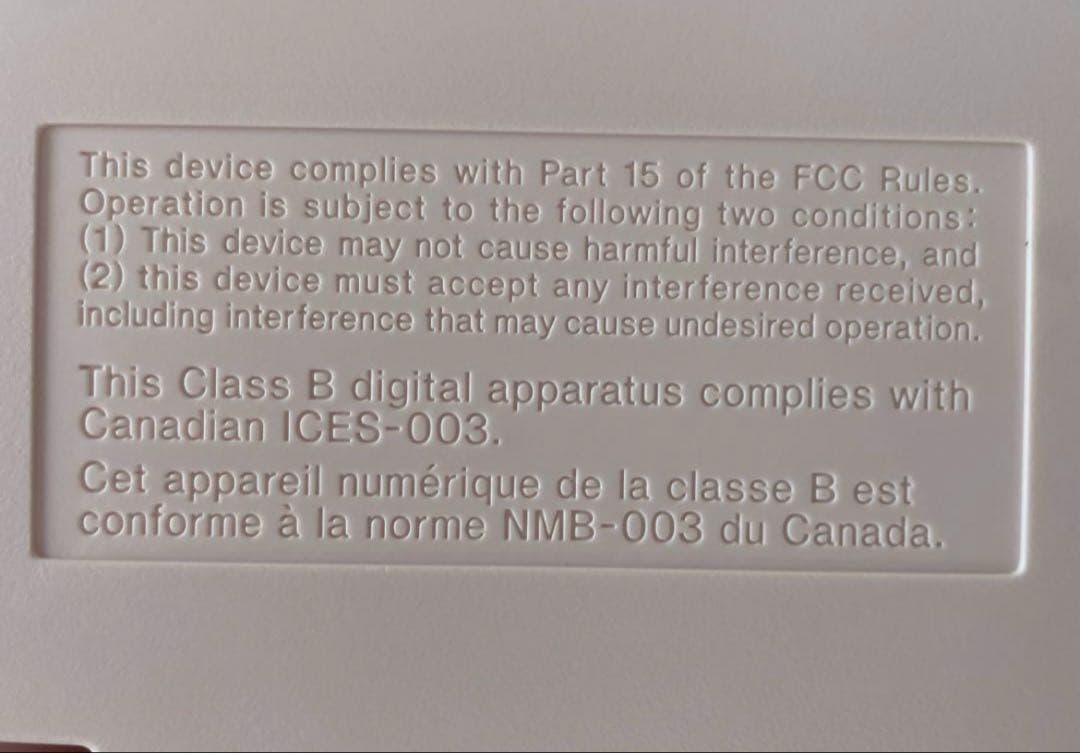 This device complies with Part 15 of the FCC Rules.
Operation is subject to the following two conditions:
(1) This device may not cause harmful interference, and
(2) this device must accept any interference received,
including interference that may cause undesired operation.
This Class B digital apparatus complies with
Canadian ICES-003.
Cet appareil numérique de la classe B est
conforme à la norme NMB-003 du Canada.